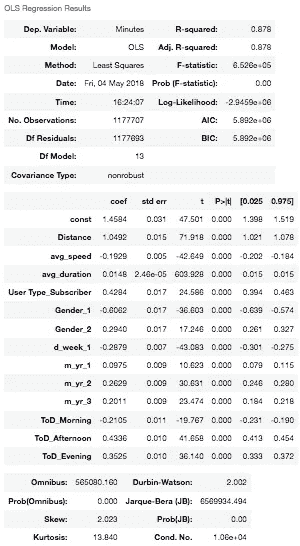 OLS Regression Results
Dep. Variable: Minutes R-squared: 0.878
Model: OLS Adj. R-squared: 0.878
Method: Least Squares F-statistic: 6.526e+05
Date: Fri, 04 May 2018 Prob (F-statistic): 0.00
Time: 16:24:07 Log-Likelihood: -2.9459e+06
No. Observations: 1177707 AIC: 5.892e+06
Df Residuals: 1177693 BIC: 5.892e+06
Df Model: 13
Covariance Type: nonrobust
coef std err t P>|t| [0.025 0.975]
const 1.4584 0.031 47.501 0.000 1.398 1.519
Distance 1.0492 0.015 71.918 0.000 1.021 1.078
avg_speed -0.1929 0.005 -42.649 0.000 -0.202 -0.184
avg_duration 0.0148 2.46e-05 603.928 0.000 0.015 0.015
User Type_Subscriber 0.4284 0.017 24.586 0.000 0.394 0.463
Gender_1 -0.6062 0.017 -36.603 0.000 -0.639 -0.574
Gender_2 0.2940 0.017 17.246 0.000 0.261 0.327
d_week_1 -0.2879 0.007 -43.083 0.000 -0.301 -0.275
m_yr_1 0.0975 0.009 10.623 0.000 0.079 0.115
m_yr_2 0.2629 0.009 30.631 0.000 0.246 0.280
m_yr_3 0.2011 0.009 23.474 0.000 0.184 0.218
ToD_Morning -0.2105 0.011 -19.767 0.000 -0.231 -0.190
ToD_Afternoon 0.4336 0.010 41.658 0.000 0.413 0.454
ToD_Evening 0.3525 0.010 36.140 0.000 0.333 0.372
Omnibus: 565080.160 Durbin-Watson: 2.002
Prob(Omnibus): 0.000 Jarque-Bera (JB): 6569934.494
Skew: 2.023 Prob(JB): 0.00
Kurtosis: 13.840 Cond. No. 1.06e+04